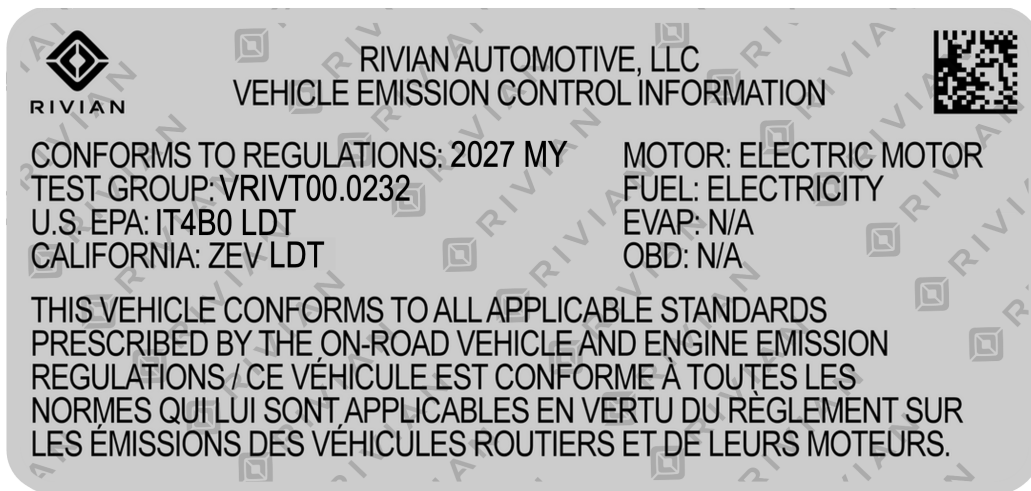 RIVIAN
RIVIAN AUTOMOTIVE, LLC
VEHICLE EMISSION CONTROL INFORMATION
CONFORMS TO REGULATIONS: 2027 MY
TEST GROUP: VRIVT00.0232
U.S. EPA: IT4B0 LDT
CALIFORNIA: ZEV LDT
MOTOR: ELECTRIC MOTOR
FUEL: ELECTRICITY
EVAP: N/A
OBD: N/A
THIS VEHICLE CONFORMS TO ALL APPLICABLE STANDARDS
PRESCRIBED BY THE ON-ROAD VEHICLE AND ENGINE EMISSION
REGULATIONS / CE VÉHICULE EST CONFORME À TOUTES LES
NORMES QUI LUI SONT APPLICABLES EN VERTU DU RÈGLEMENT SUR
LES ÉMISSIONS DES VÉHICULES ROUTIERS ET DE LEURS MOTEURS.